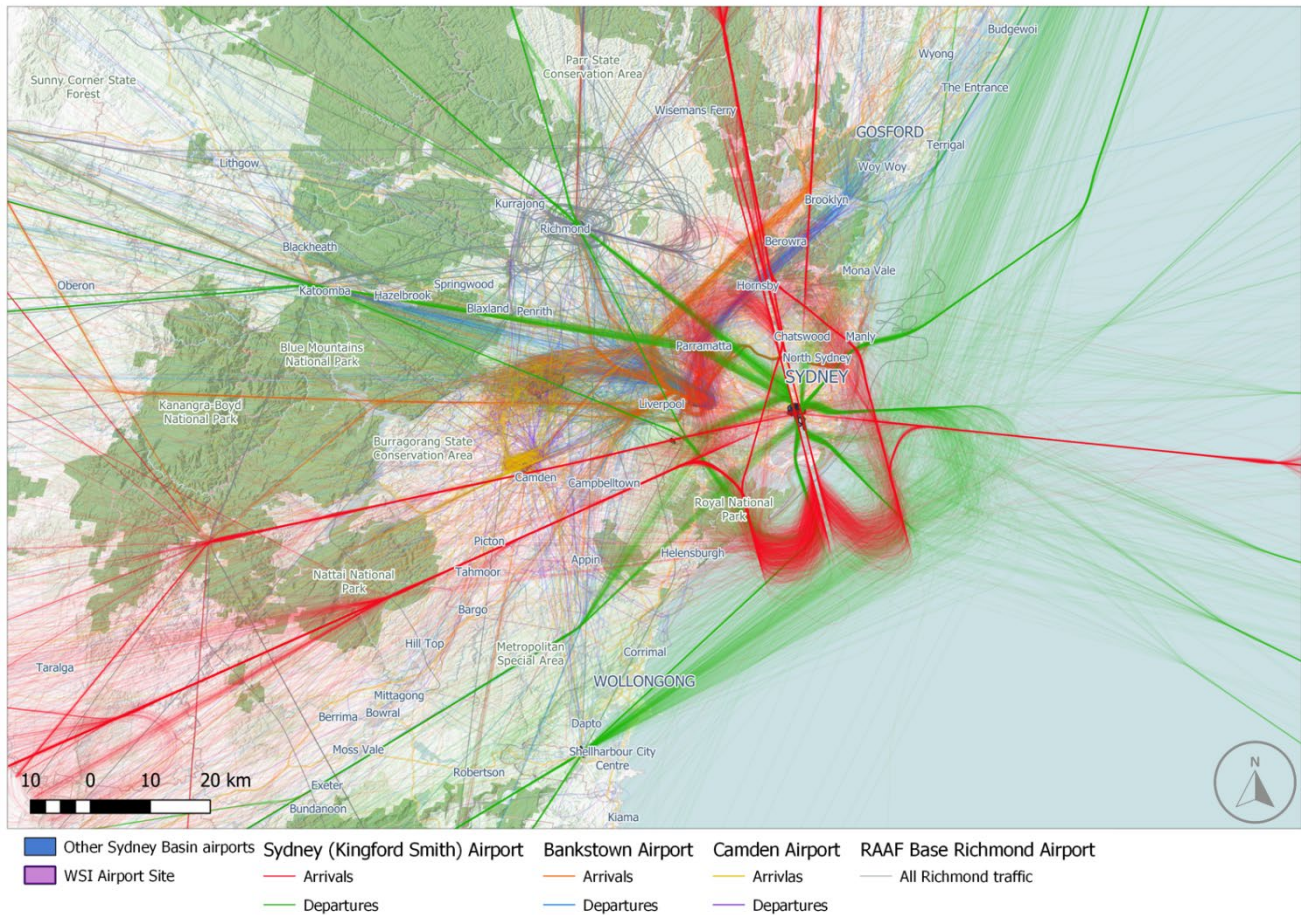 Budgewoi
Wyong
Parr State
Conservation Area
Sunny Corner State
Forest
The Entrance
Wisemans Ferry
GOSFORD
Terrigal
Lithgow
Woy Woy
Kurrajong
Brooklyn
Richmond
Berowra
Blackheath
Mona Vale
Oberon
Springwood
Hornsby
Katoomba
Hazelbrook
Blaxland
Penrith
Chatswood
Manly
Parramatta
Blue Mountains
National Park
North Sydney
SYDNEY
Kanangra-Boyd
National Park
Liverpool
Burragorang State
Conservation Area
Camden
Campbelltown
Royal National
Park
Picton
Helensburgh
Appin
Nattai National
Park
Tahmoor
Bargo
Hill Top
Metropolitan
Special Area
Corrimal
Taralga
WOLLONGONG
Mittagong
Berrima
Bowral
Dapto
Moss Vale
Shellharbour City
Centre
Robertson
Exeter
Bundanoon
Kiama
10 0 10 20 km
N
Other Sydney Basin airports
WSI Airport Site
Sydney (Kingford Smith) Airport
Arrivals
Departures
Bankstown Airport
Arrivals
Departures
Camden Airport
Arrivlas
Departures
RAAF Base Richmond Airport
All Richmond traffic